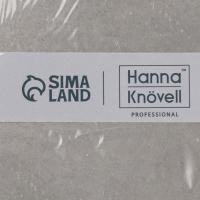 SIMA
LAND
Hanna™
Knövell
PROFESSIONAL